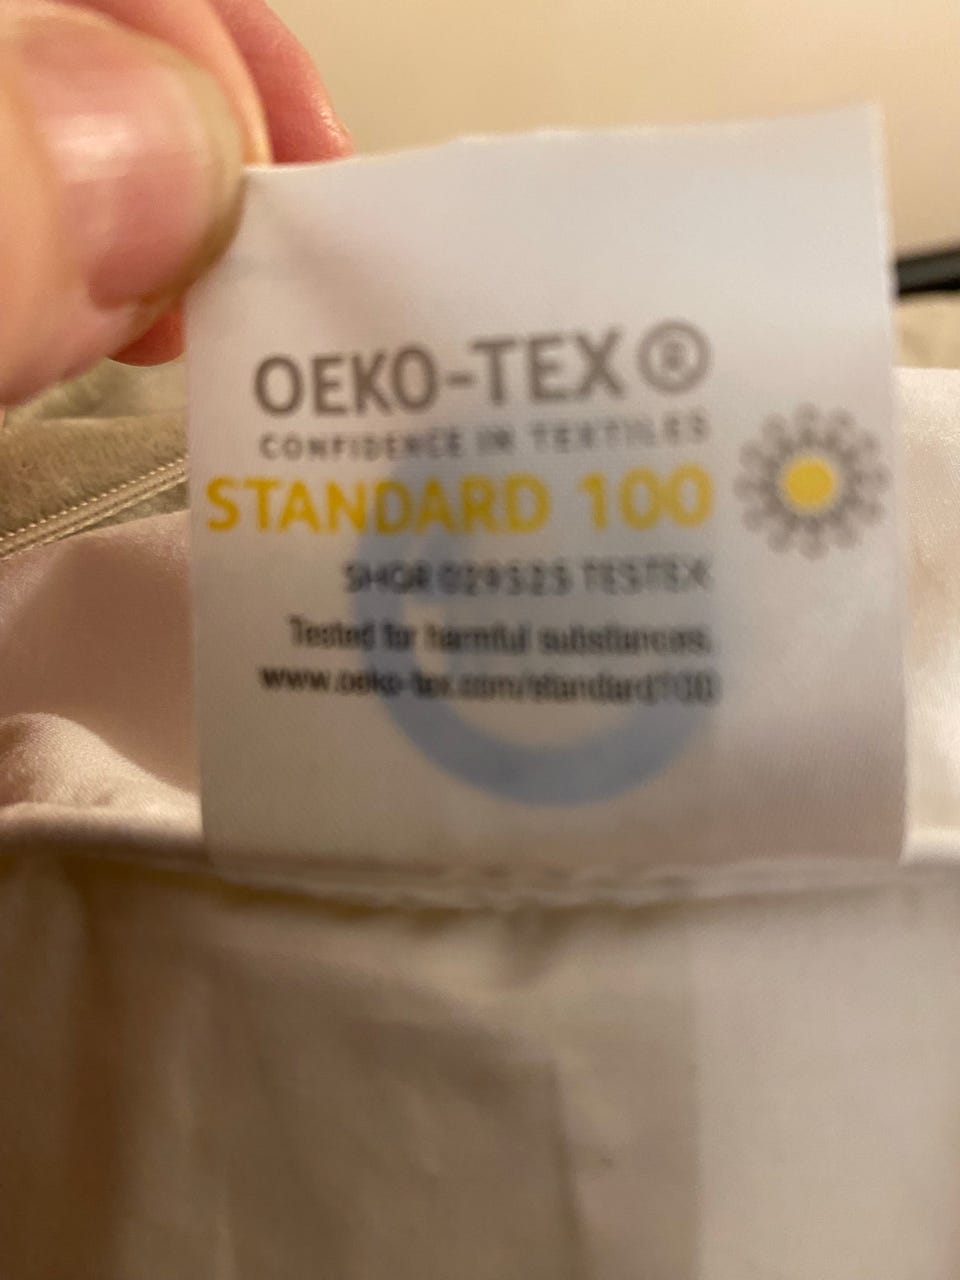 OEKO-TEX®
CONFIDENCE IN TEXTILES
STANDARD 100
TESTEX
Tested for harmful substances.
www.oeko-tex.com/standard100